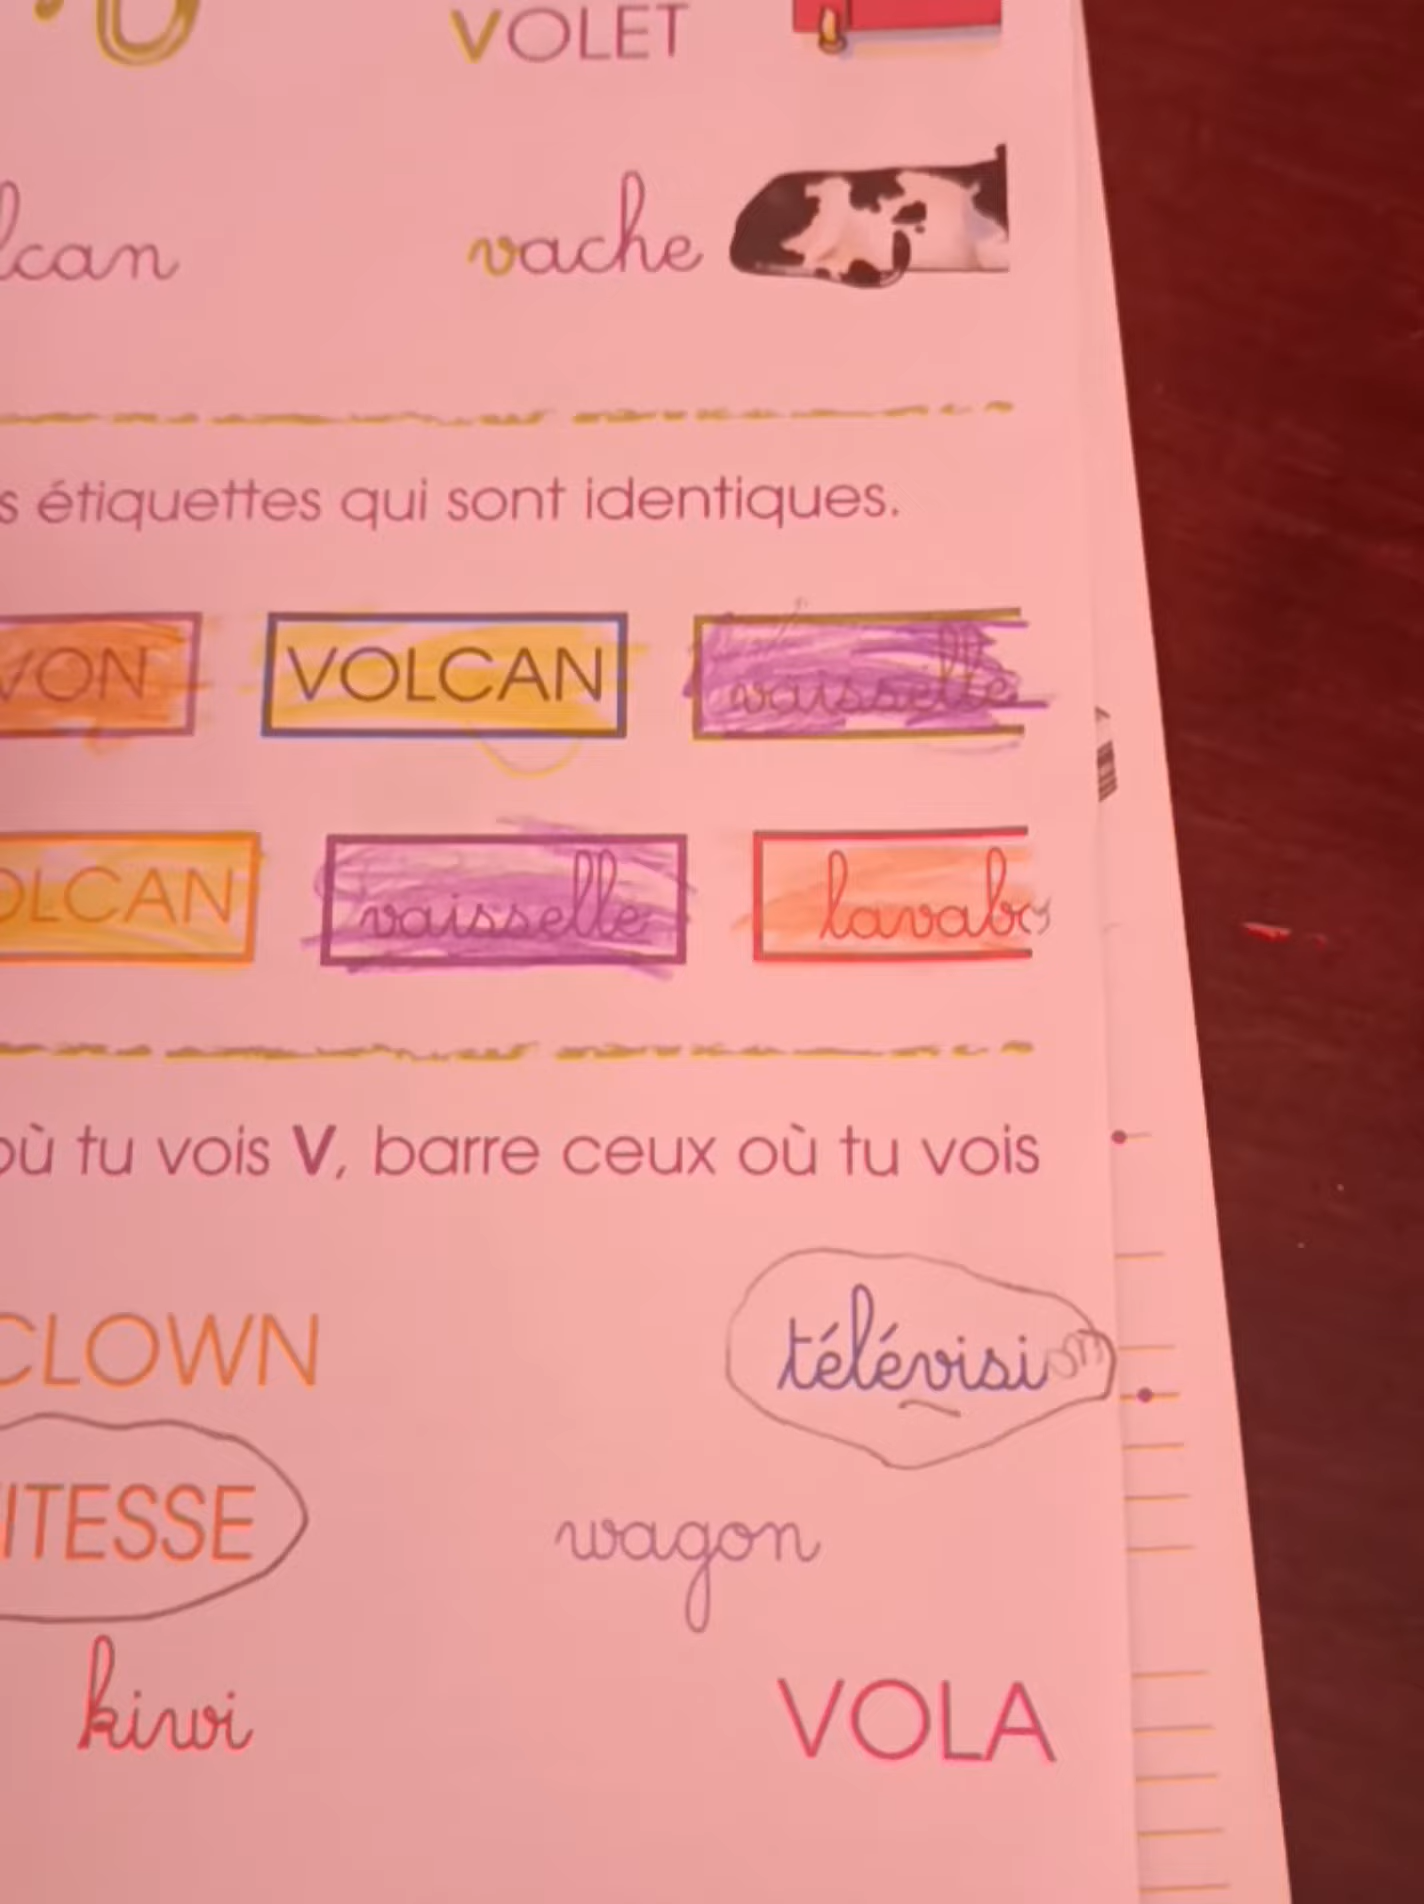 VOLET
lcan vache
s étiquettes qui sont identiques.
VON VOLCAN vaisselle
OLCAN vaisselle lavabo
où tu vois V, barre ceux où tu vois
CLOWN télévision
ITESSE wagon
kiwi VOLA